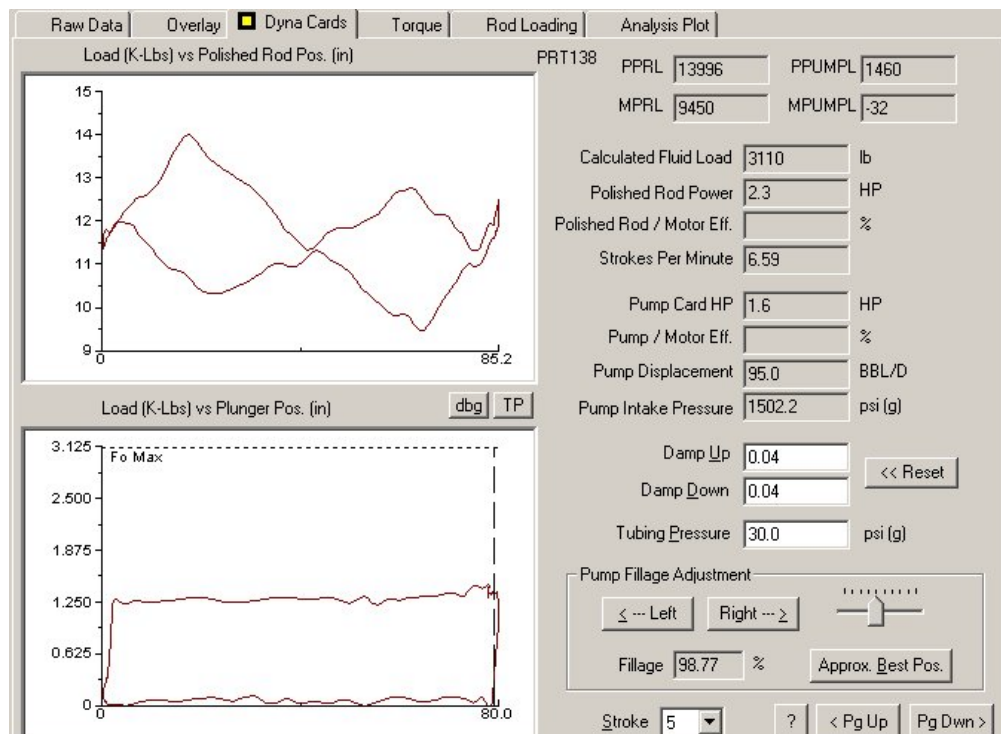 Raw Data Overlay Dyna Cards Torque Rod Loading Analysis Plot
Load (K-Lbs) vs Polished Rod Pos. (in)
15
14
13
12
11
10
9
0 85.2
Load (K-Lbs) vs Plunger Pos. (in) dbg TP
3.125
Fo Max
2.500
1.875
1.250
0.625
0
0 80.0
PRT138
PPRL 13996 PPUMPL 1460
MPRL 9450 MPUMPL -32
Calculated Fluid Load 3110 lb
Polished Rod Power 2.3 HP
Polished Rod / Motor Eff. %
Strokes Per Minute 6.59
Pump Card HP 1.6 HP
Pump / Motor Eff. %
Pump Displacement 95.0 BBL/D
Pump Intake Pressure 1502.2 psi (g)
Damp Up 0.04
<< Reset
Damp Down 0.04
Tubing Pressure 30.0 psi (g)
Pump Fillage Adjustment
< --- Left Right --- >
Fillage 98.77 % Approx. Best Pos.
Stroke 5 ? < Pg Up Pg Dwn >